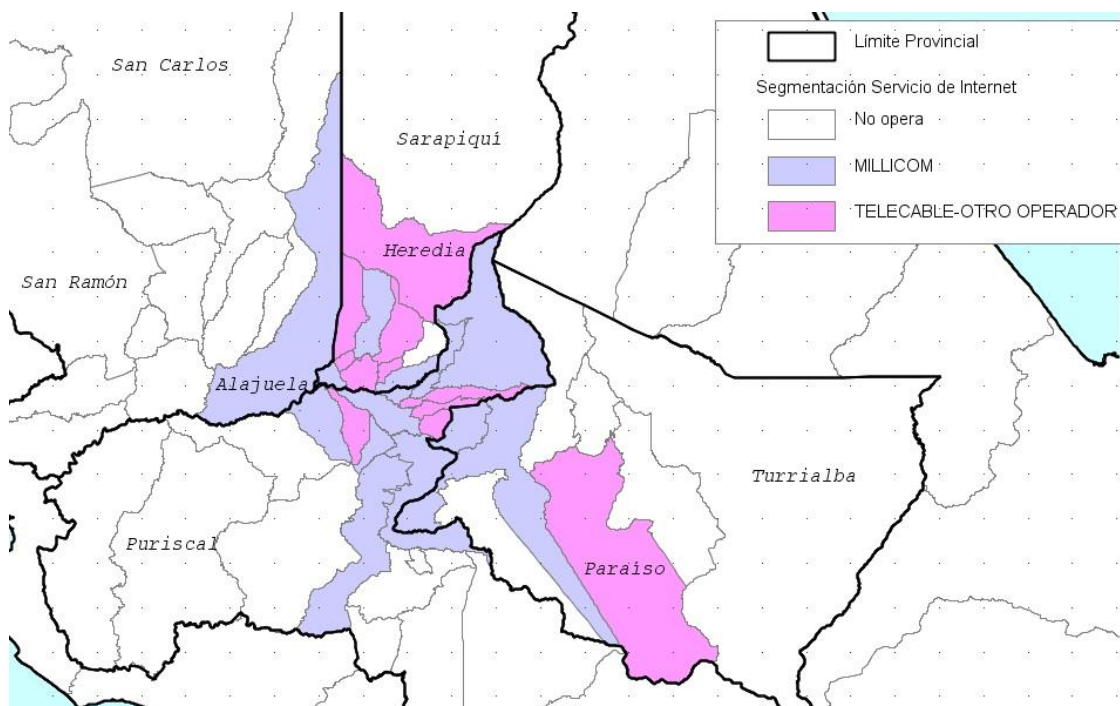 Límite Provincial
Segmentación Servicio de Internet
No opera
MILLICOM
TELECABLE-OTRO OPERADOR
San Carlos
Sarapiquí
Heredia
San Ramón
Alajuela
Turrialba
Puriscal
Paraíso